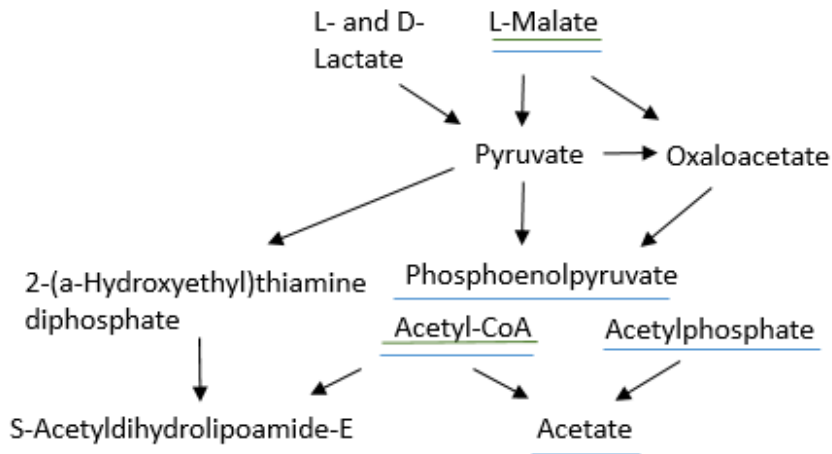 L- and D-
Lactate
L-Malate
Pyruvate
Oxaloacetate
2-(a-Hydroxyethyl)thiamine
diphosphate
Phosphoenolpyruvate
Acetyl-CoA
Acetylphosphate
S-Acetyldihydrolipoamide-E
Acetate